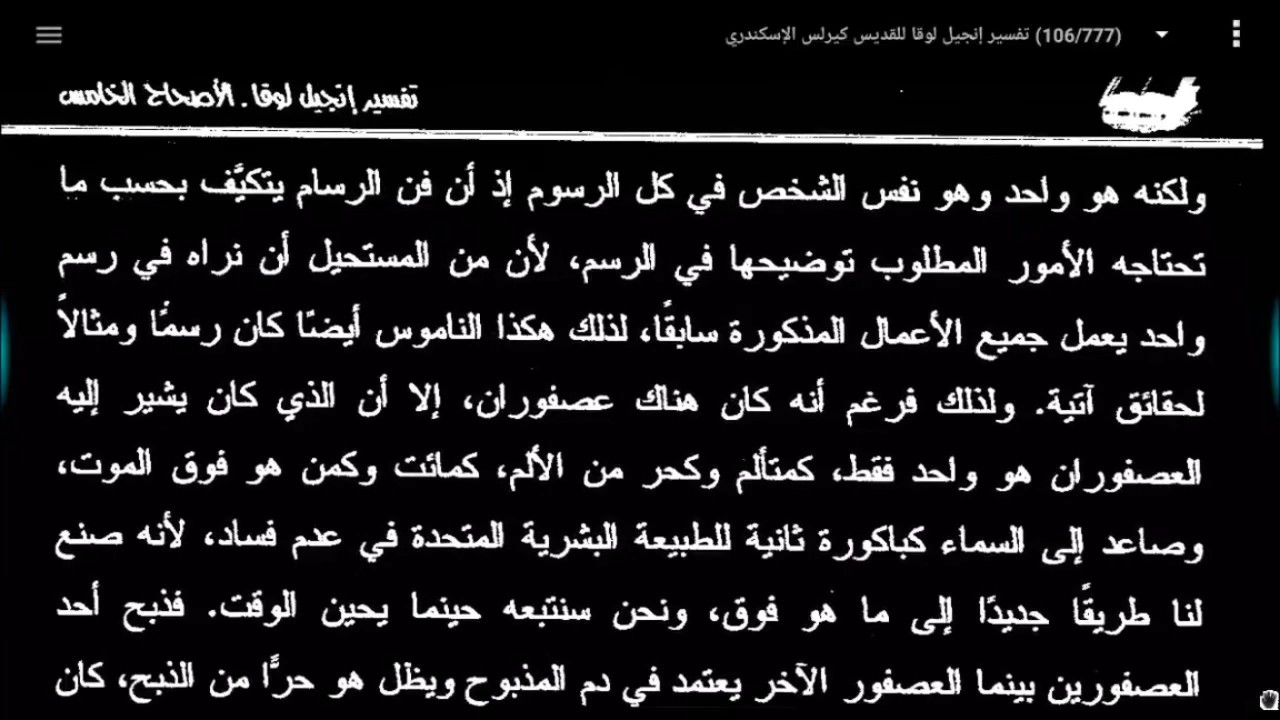 تفسير إنجيل لوقا للقديس كيرلس الإسكندري (106/777)
تفسير إنجيل لوقا . الأصحاح الخامس
ولكنه هو واحد وهو نفس الشخص في كل الرسوم إذ أن فن الرسام يتكيَّف بحسب ما
تحتاجه الأمور المطلوب توضيحها في الرسم، لأن من المستحيل أن نراه في رسم
واحد يعمل جميع الأعمال المذكورة سابقًا، لذلك هكذا الناموس أيضًا كان رسمًا ومثالاً
لحقائق آتية. ولذلك فرغم أنه كان هناك عصفوران، إلا أن الذي كان يشير إليه
العصفوران هو واحد فقط، كمتألم وكحر من الألم، كمائت وكمن هو فوق الموت،
وصاعد إلى السماء كباكورة ثانية للطبيعة البشرية المتحدة في عدم فساد، لأنه صنع
لنا طريقًا جديدًا إلى ما هو فوق، ونحن سنتبعه حينما يحين الوقت. فذبح أحد
العصفورين بينما العصفور الآخر يعتمد في دم المذبوح ويظل هو حرًّا من الذبح، كان